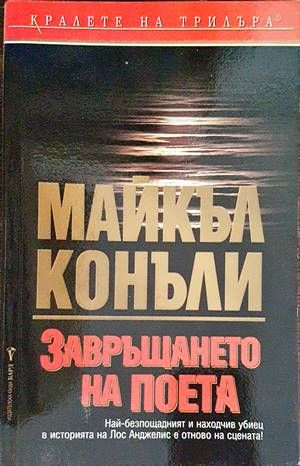 КРАЛЕТЕ НА ТРИЛЪРА®
МАЙКЪЛ
КОНЪЛИ
ЗАВРЪЩАНЕТО
НА ПОЕТА
Най-безпощадният и находчив убиец
в историята на Лос Анджелис е отново на сцената!